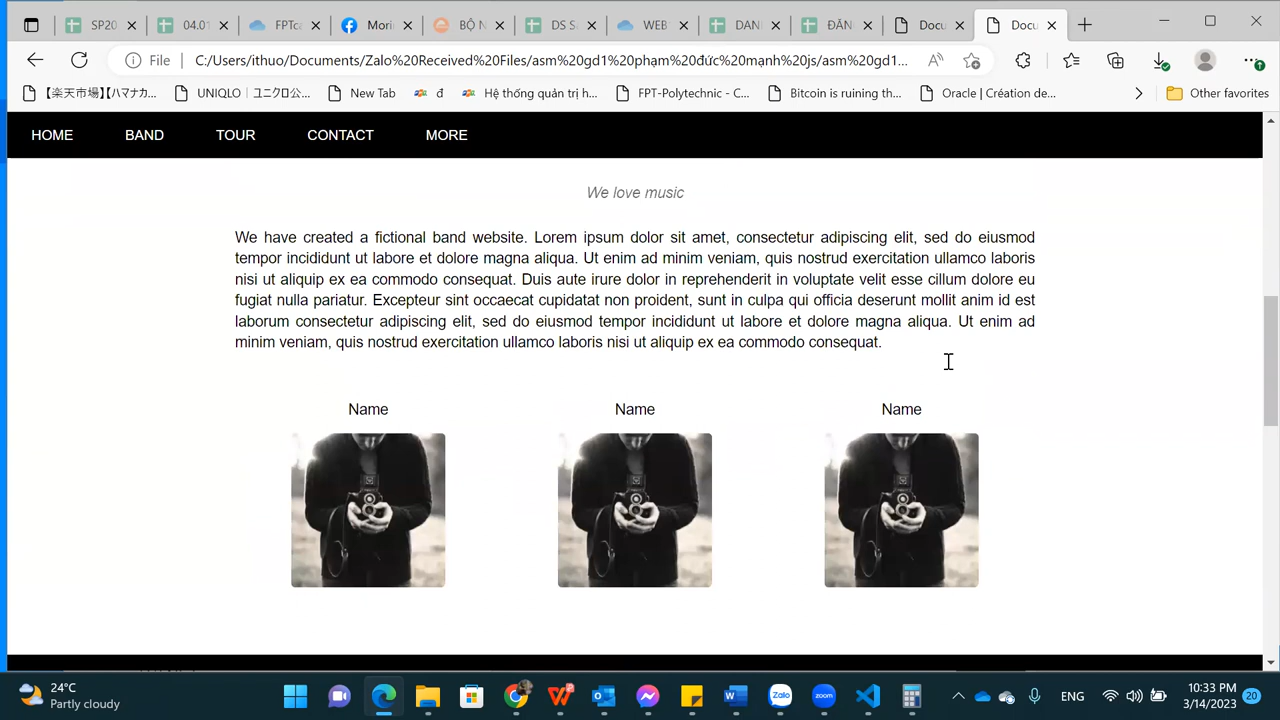 SP20
04.01
FPTca
Mori
BỘ N
DS SA
WEB
DANI
ĐĂN
Docu
Docu
File
C:/Users/ithuo/Documents/Zalo%20Received%20Files/asm%20gd1%20phạm%20đức%20mạnh%20js/asm%20gd1...
【楽天市場】【ハマナカ...
UNIQLO｜ユニクロ公...
New Tab
đ
Hệ thống quản trị h...
FPT-Polytechnic - C...
Bitcoin is ruining th...
Oracle | Création de...
Other favorites
HOME BAND TOUR CONTACT MORE
We love music
We have created a fictional band website. Lorem ipsum dolor sit amet, consectetur adipiscing elit, sed do eiusmod
tempor incididunt ut labore et dolore magna aliqua. Ut enim ad minim veniam, quis nostrud exercitation ullamco laboris
nisi ut aliquip ex ea commodo consequat. Duis aute irure dolor in reprehenderit in voluptate velit esse cillum dolore eu
fugiat nulla pariatur. Excepteur sint occaecat cupidatat non proident, sunt in culpa qui officia deserunt mollit anim id est
laborum consectetur adipiscing elit, sed do eiusmod tempor incididunt ut labore et dolore magna aliqua. Ut enim ad
minim veniam, quis nostrud exercitation ullamco laboris nisi ut aliquip ex ea commodo consequat.
Name Name Name
24°C
Partly cloudy
Zalo
zoom
ENG
10:33 PM
3/14/2023
20